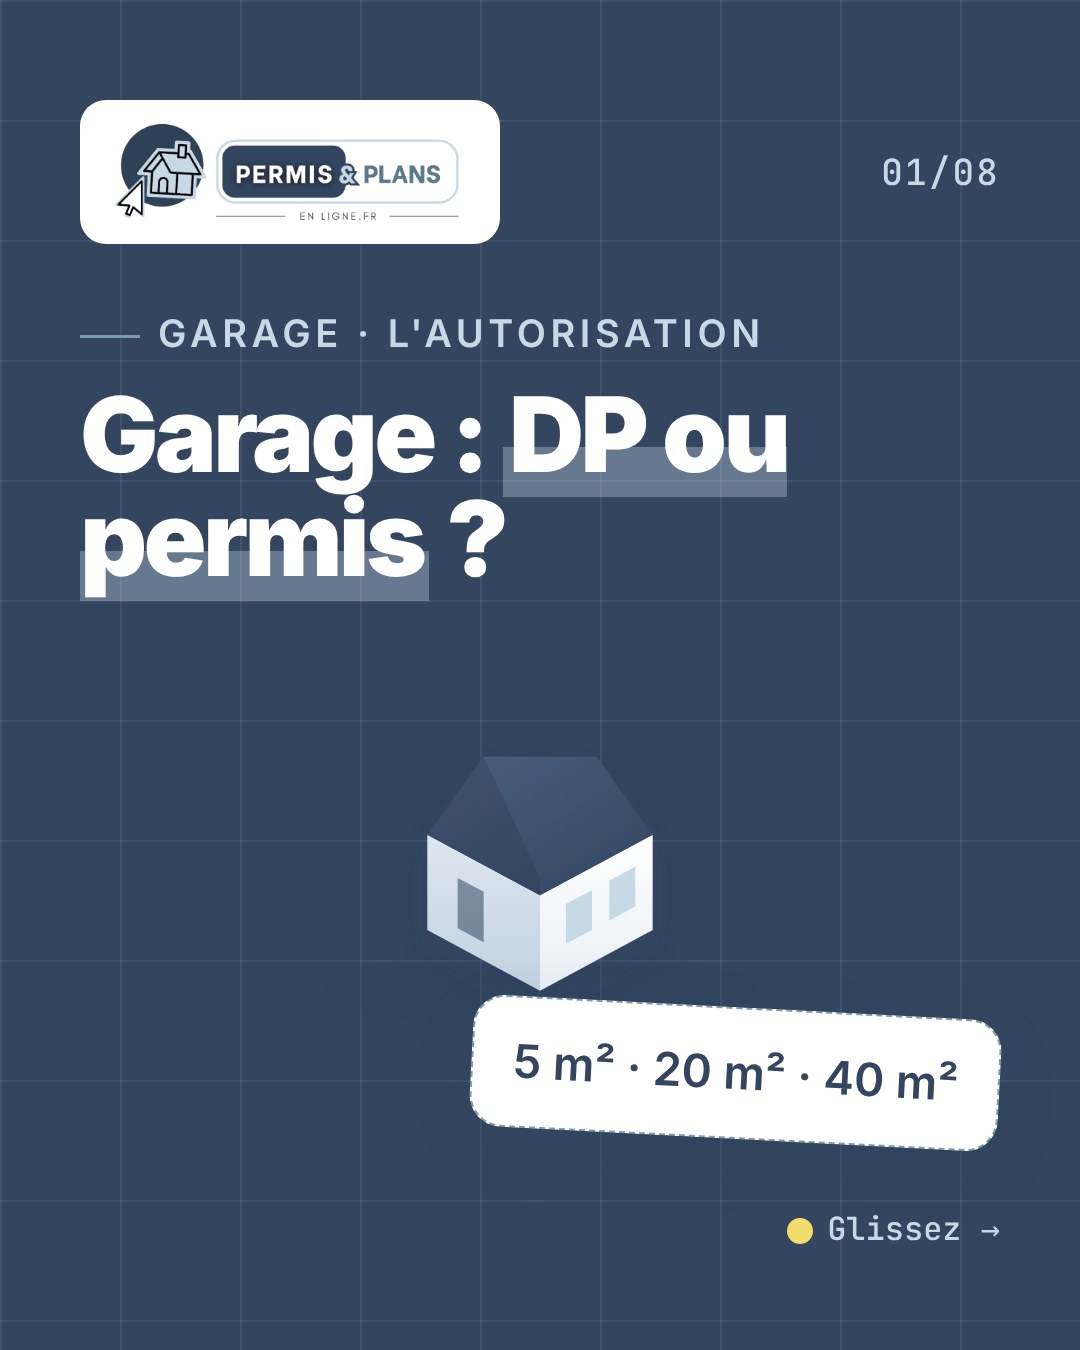 PERMIS & PLANS
EN LIGNE.FR
01/08
GARAGE · L'AUTORISATION
Garage : DP ou
permis ?
5 m² · 20 m² · 40 m²
Glissez →